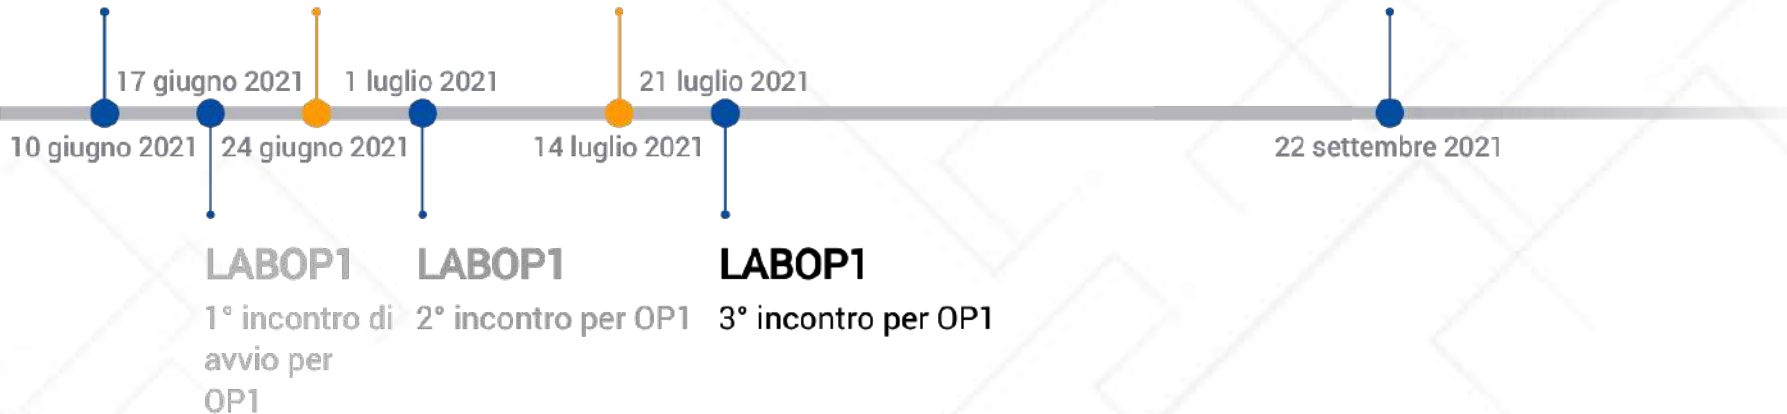 17 giugno 2021 1 luglio 2021 21 luglio 2021
10 giugno 2021 24 giugno 2021 14 luglio 2021 22 settembre 2021
LABOP1 LABOP1 LABOP1
1° incontro di 2° incontro per OP1 3° incontro per OP1
avvio per
OP1